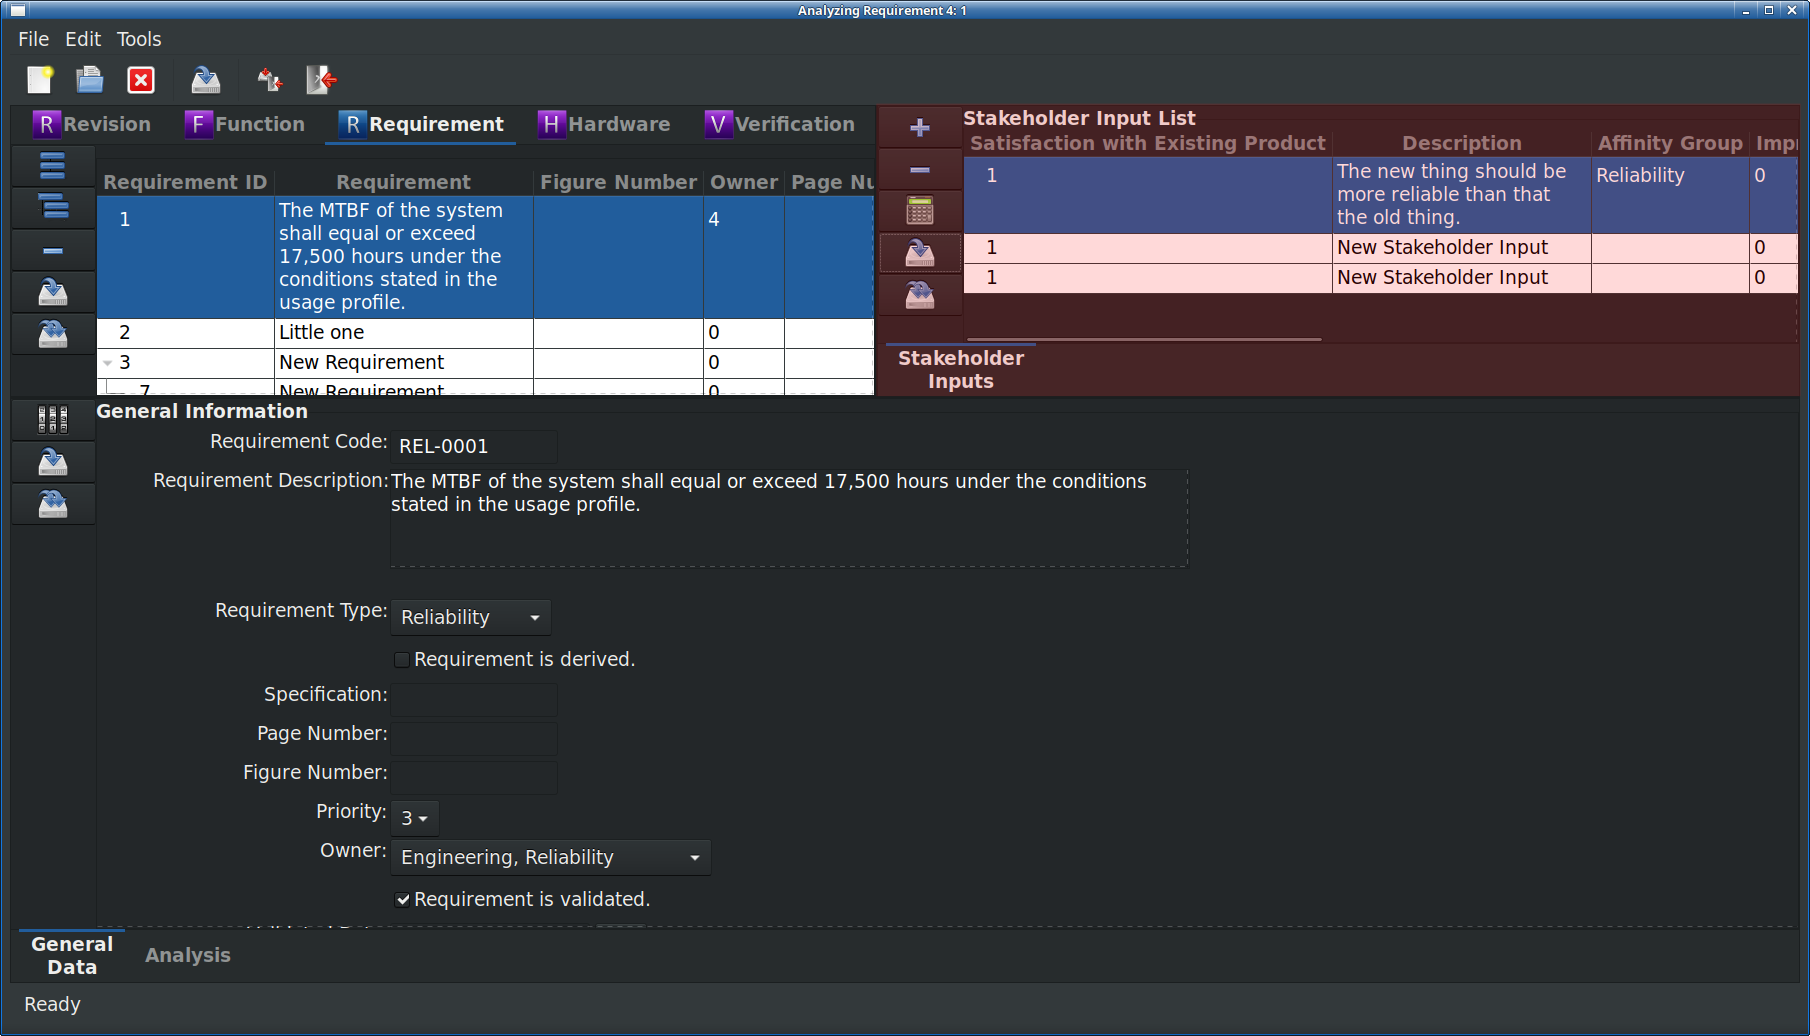 Analyzing Requirement 4: 1
File Edit Tools
R Revision F Function R Requirement H Hardware V Verification
Requirement ID Requirement Figure Number Owner Page Nu
1 The MTBF of the system 4
shall equal or exceed
17,500 hours under the
conditions stated in the
usage profile.
2 Little one 0
3 New Requirement 0
7 New Requirement 0
Stakeholder Input List
Satisfaction with Existing Product Description Affinity Group Imp
1 The new thing should be Reliability 0
more reliable than that
the old thing.
1 New Stakeholder Input 0
1 New Stakeholder Input 0
Stakeholder
Inputs
General Information
Requirement Code: REL-0001
Requirement Description: The MTBF of the system shall equal or exceed 17,500 hours under the conditions
stated in the usage profile.
Requirement Type: Reliability
Requirement is derived.
Specification:
Page Number:
Figure Number:
Priority: 3
Owner: Engineering, Reliability
Requirement is validated.
General
Data
Analysis
Ready